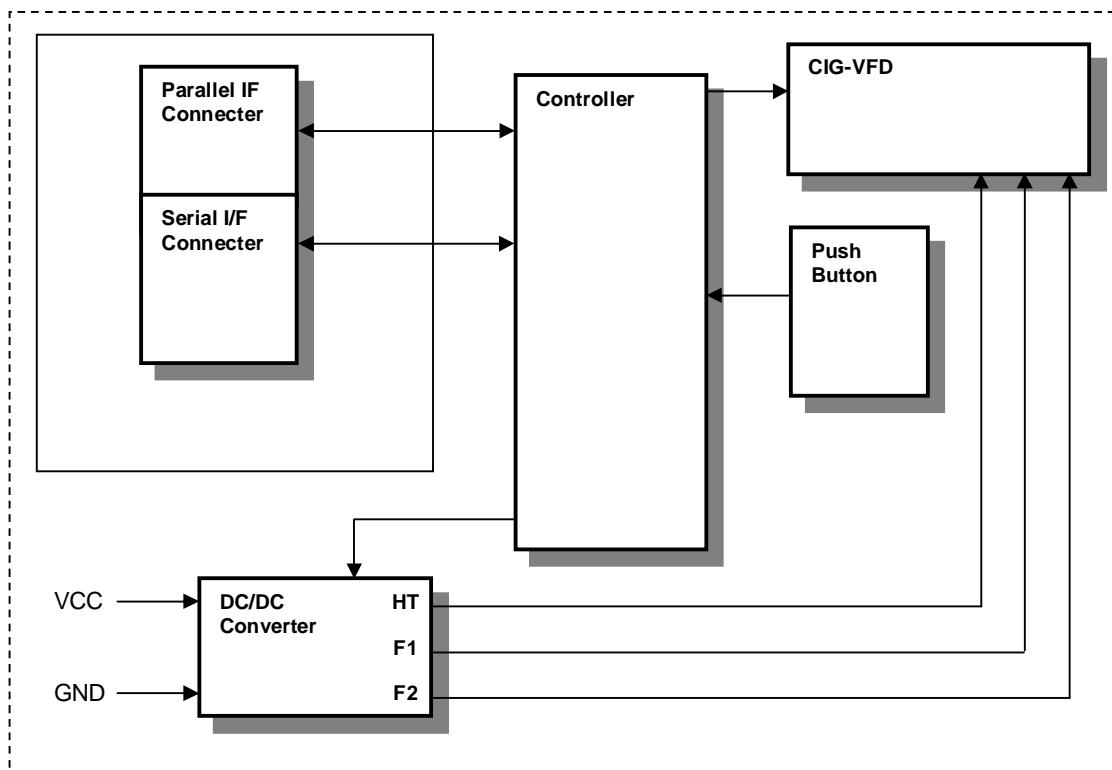 Parallel IF
Connecter
Serial I/F
Connecter
Controller
CIG-VFD
Push
Button
VCC
GND
DC/DC
Converter
HT
F1
F2